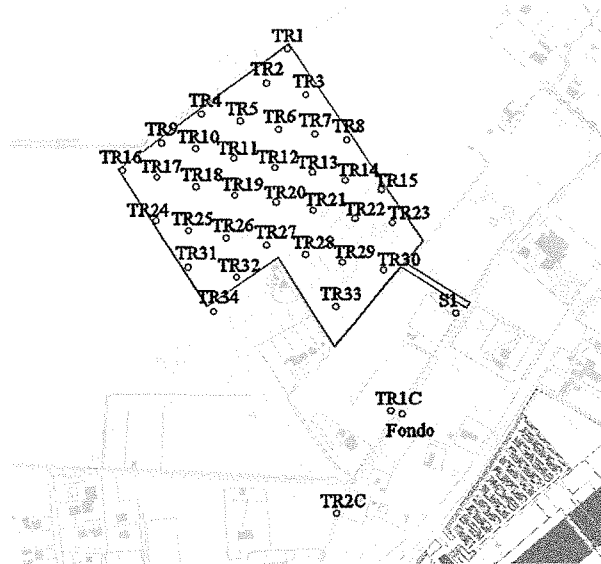 TR1
TR2
TR3
TR4
TR5
TR6
TR7
TR8
TR9
TR10
TR11
TR12
TR13
TR14
TR15
TR16
TR17
TR18
TR19
TR20
TR21
TR22
TR23
TR24
TR25
TR26
TR27
TR28
TR29
TR30
TR31
TR32
TR33
TR34
S1
TR1C
Fondo
TR2C